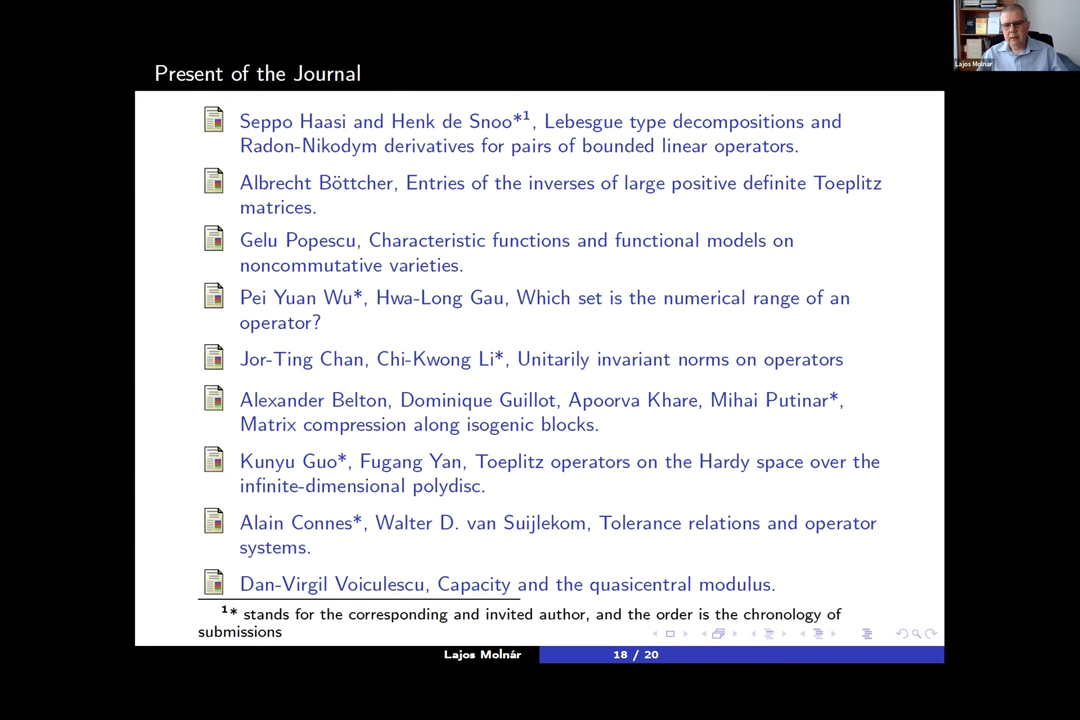 Lajos Molnar
Present of the Journal
Seppo Haasi and Henk de Snoo*1, Lebesgue type decompositions and
Radon-Nikodym derivatives for pairs of bounded linear operators.
Albrecht Böttcher, Entries of the inverses of large positive definite Toeplitz
matrices.
Gelu Popescu, Characteristic functions and functional models on
noncommutative varieties.
Pei Yuan Wu*, Hwa-Long Gau, Which set is the numerical range of an
operator?
Jor-Ting Chan, Chi-Kwong Li*, Unitarily invariant norms on operators
Alexander Belton, Dominique Guillot, Apoorva Khare, Mihai Putinar*,
Matrix compression along isogenic blocks.
Kunyu Guo*, Fugang Yan, Toeplitz operators on the Hardy space over the
infinite-dimensional polydisc.
Alain Connes*, Walter D. van Suijlekom, Tolerance relations and operator
systems.
Dan-Virgil Voiculescu, Capacity and the quasicentral modulus.
1* stands for the corresponding and invited author, and the order is the chronology of
submissions
Lajos Molnár 18 / 20